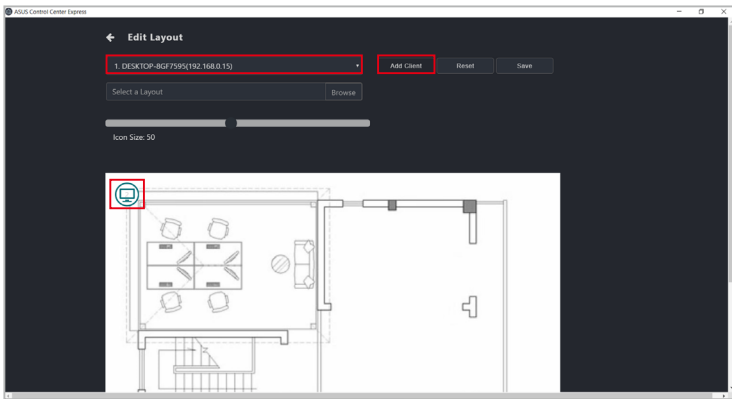 ASUS Control Center Express
Edit Layout
1. DESKTOP-8GF7595(192.168.0.15)
Add Client
Reset
Save
Select a Layout
Browse
Icon Size: 50